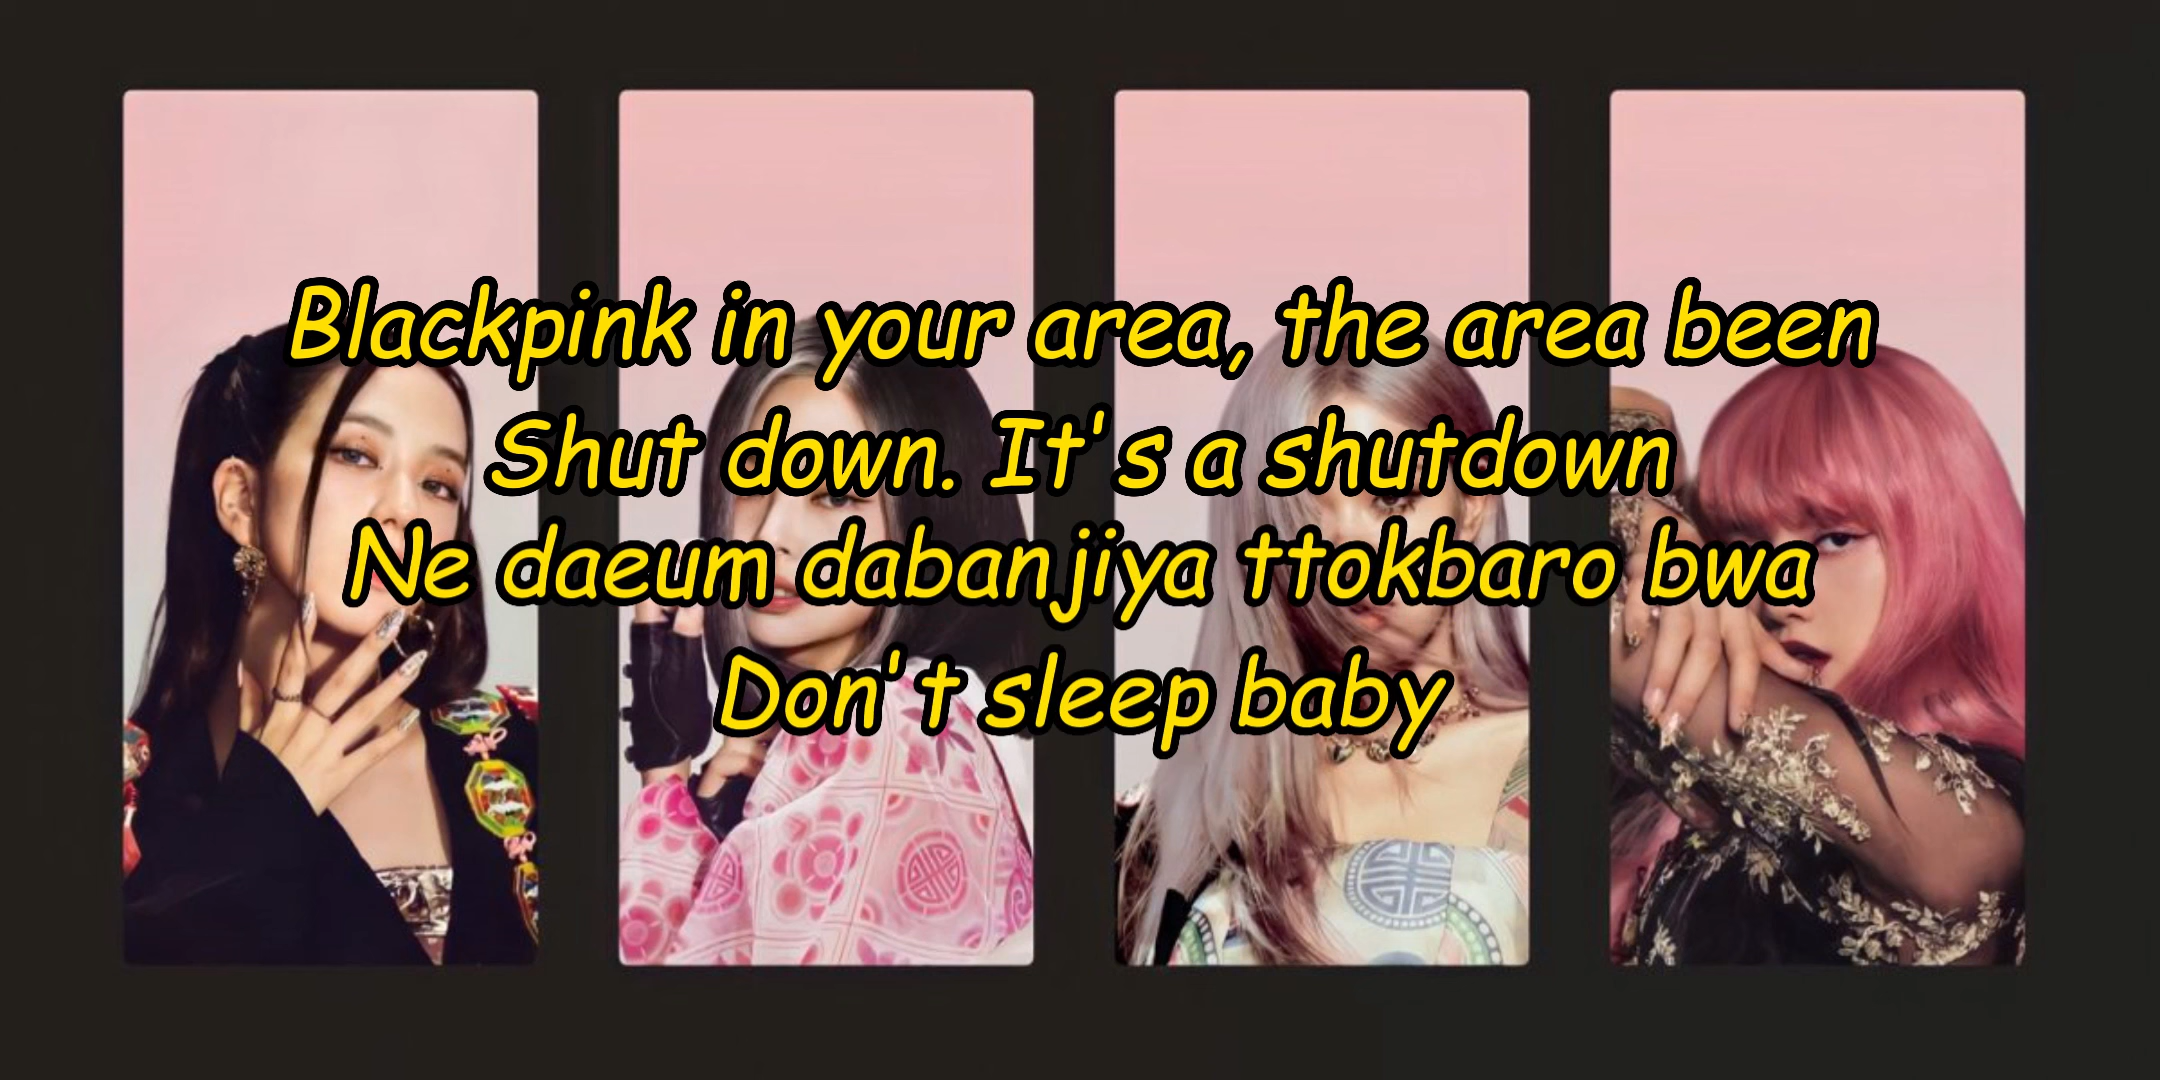 Blackpink in your area, the area been
Shut down. It's a shutdown
Ne daeum dabanjiya ttokbaro bwa
Don't sleep baby